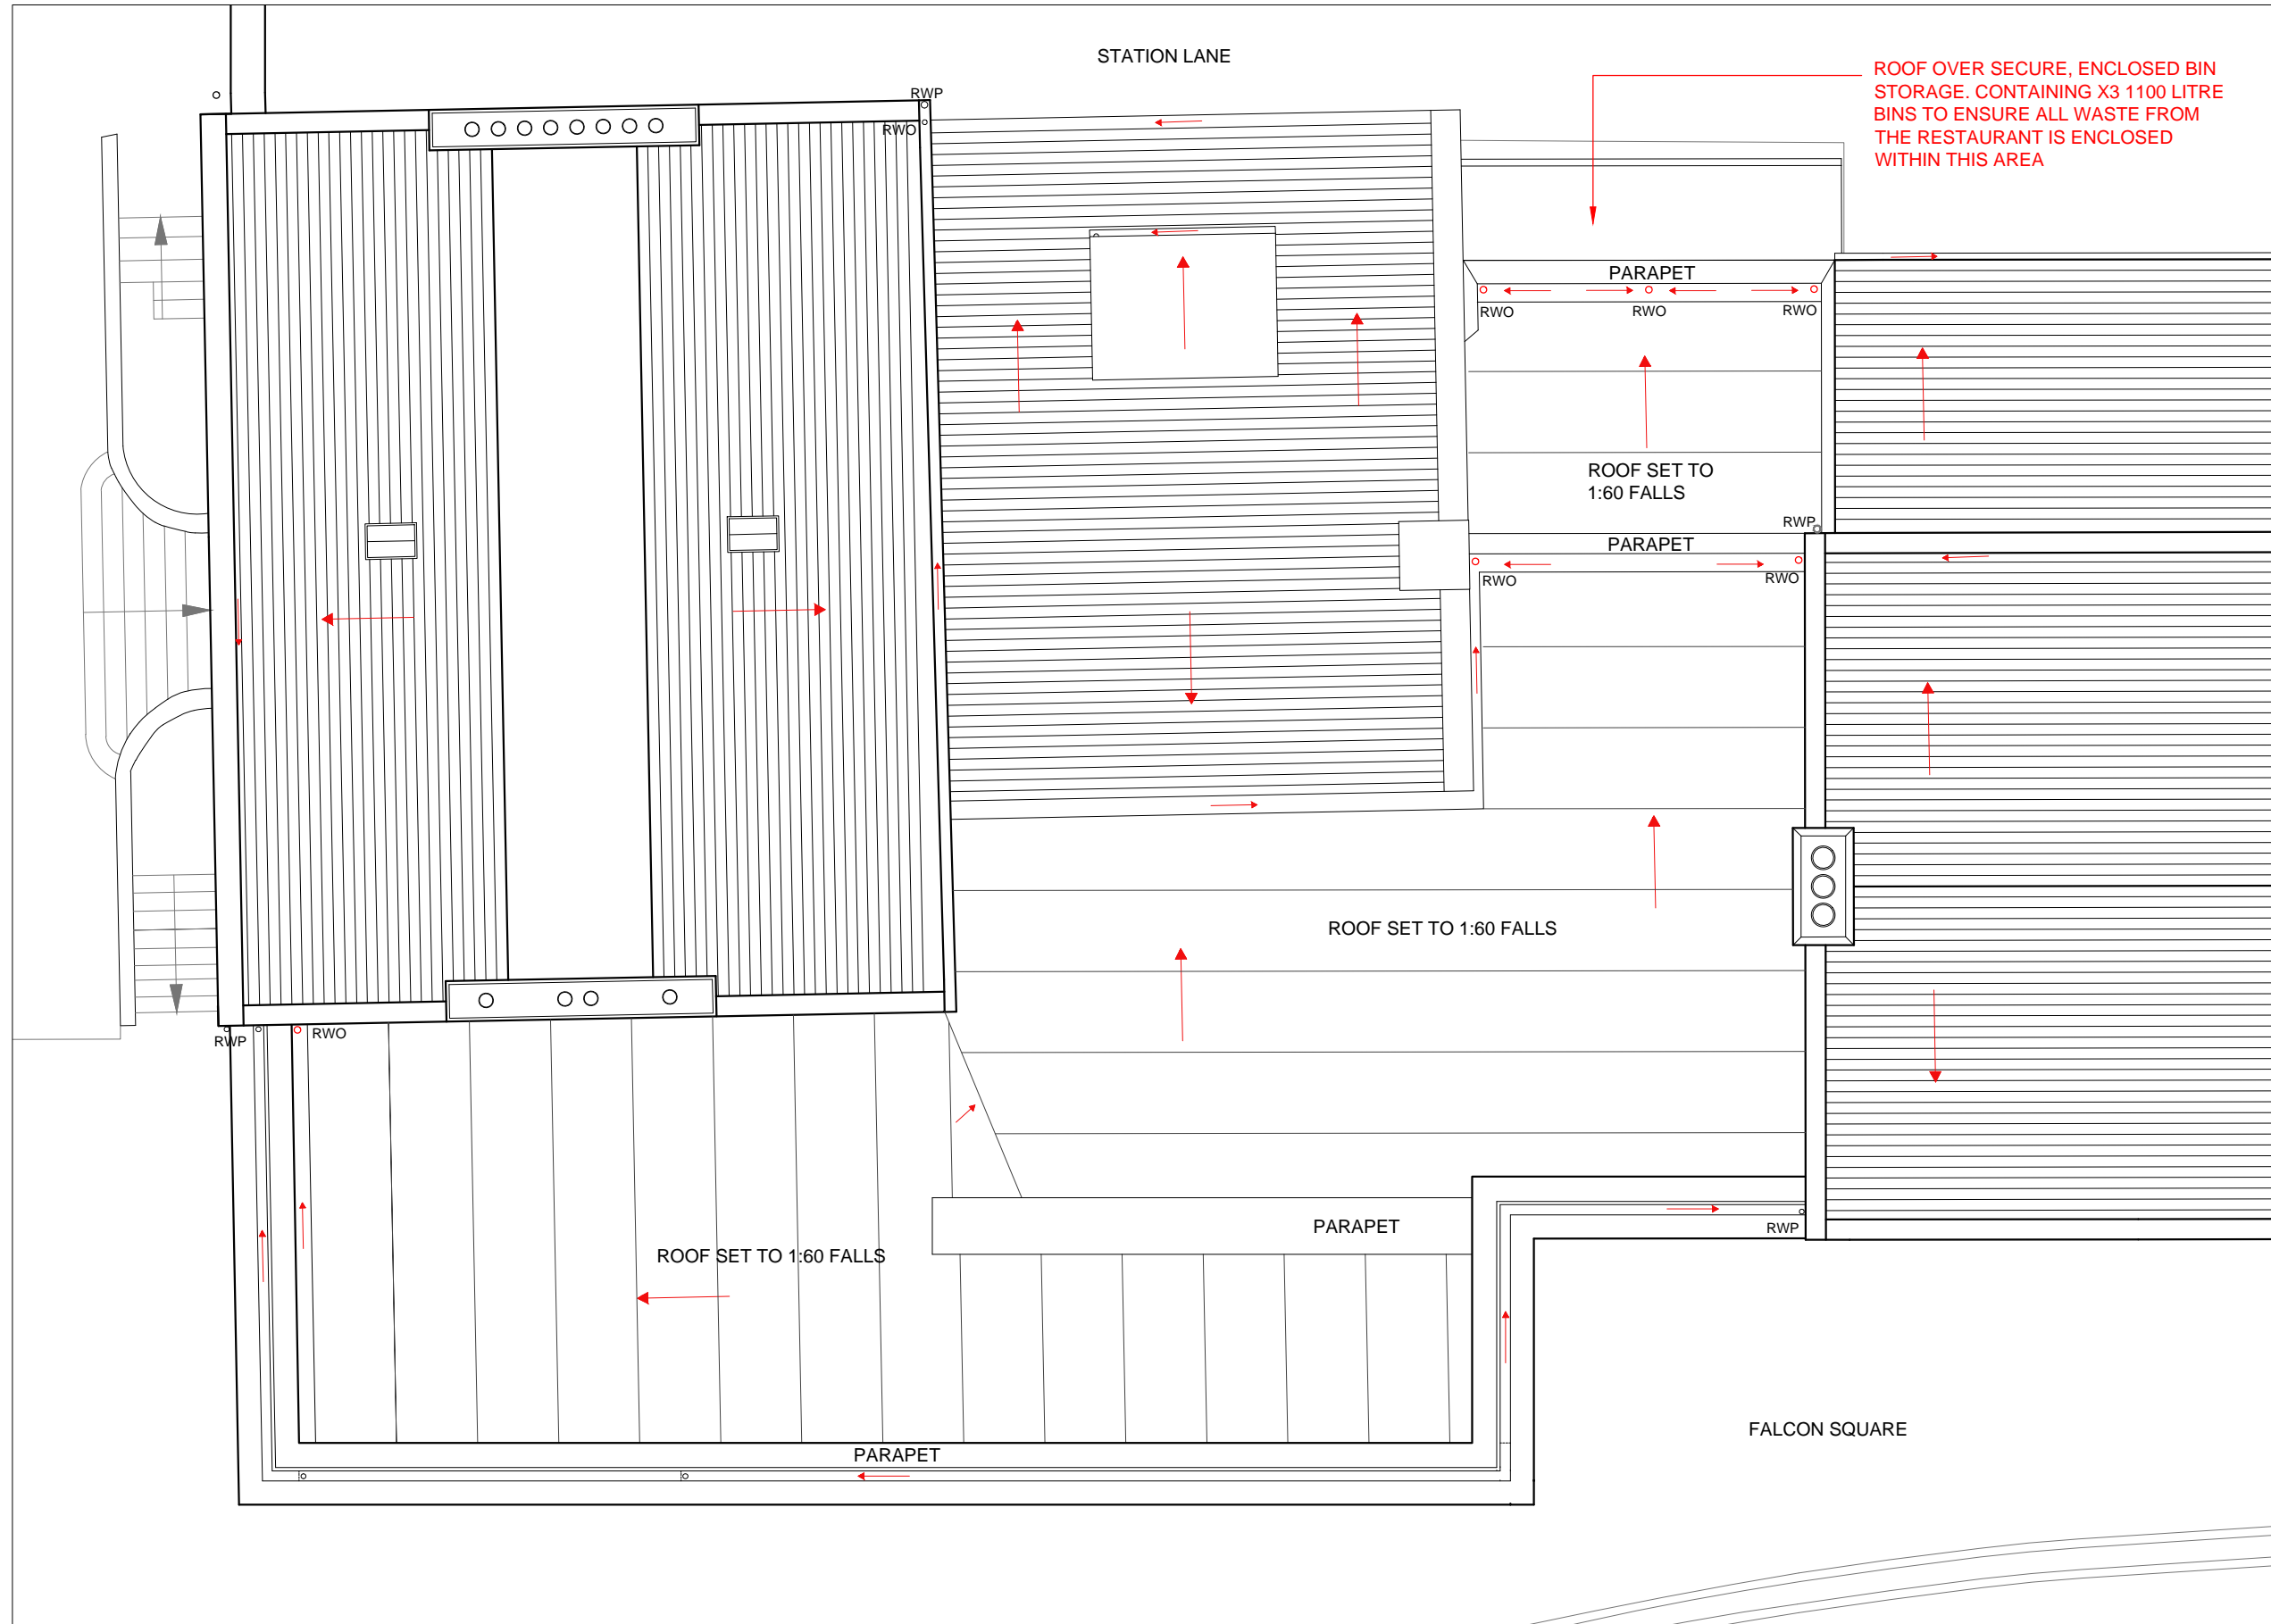 STATION LANE
ROOF OVER SECURE, ENCLOSED BIN
STORAGE. CONTAINING X3 1100 LITRE
BINS TO ENSURE ALL WASTE FROM
THE RESTAURANT IS ENCLOSED
WITHIN THIS AREA
RWP
RWO
PARAPET
RWO
RWO
RWO
ROOF SET TO
1:60 FALLS
RWP
PARAPET
RWO
RWO
ROOF SET TO 1:60 FALLS
RWP
RWO
PARAPET
RWP
ROOF SET TO 1:60 FALLS
FALCON SQUARE
PARAPET